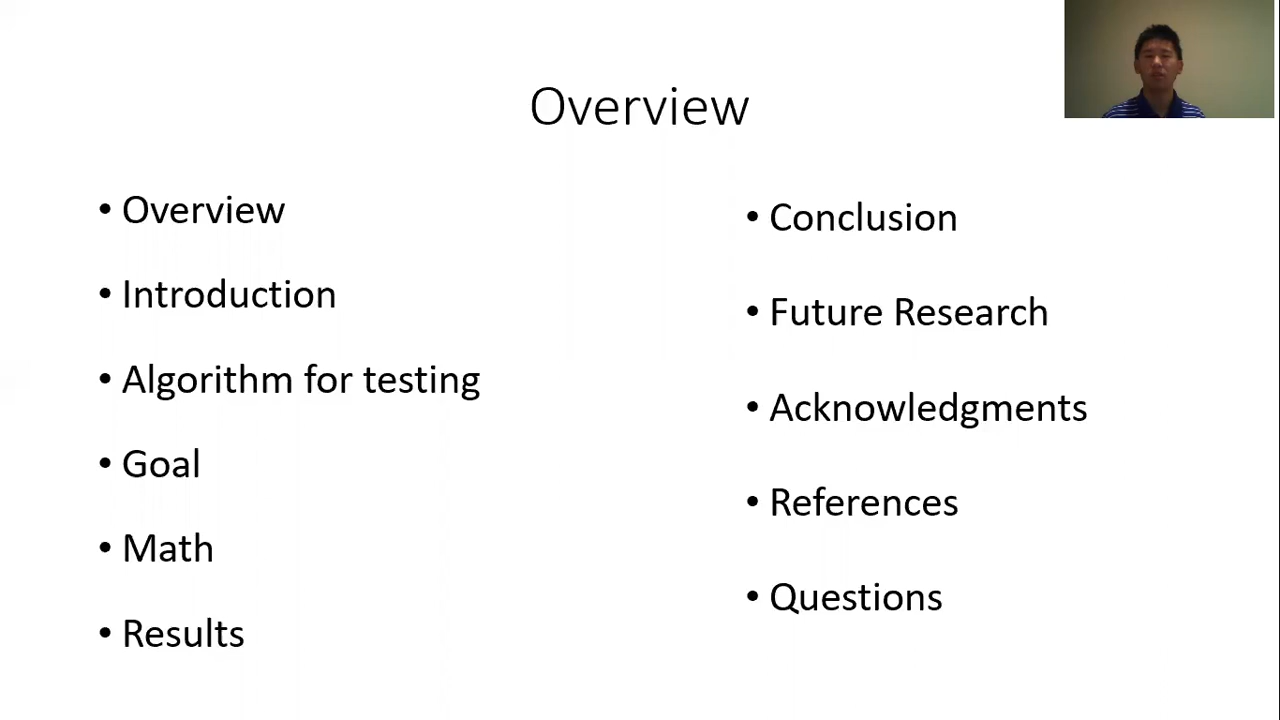 Overview
• Overview
• Introduction
• Algorithm for testing
• Goal
• Math
• Results
• Conclusion
• Future Research
• Acknowledgments
• References
• Questions